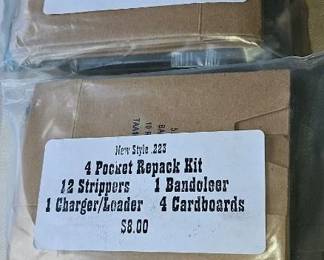 New Style .223
4 Pocket Repack Kit
12 Strippers 1 Bandoleer
1 Charger/Loader 4 Cardboards
$8.00